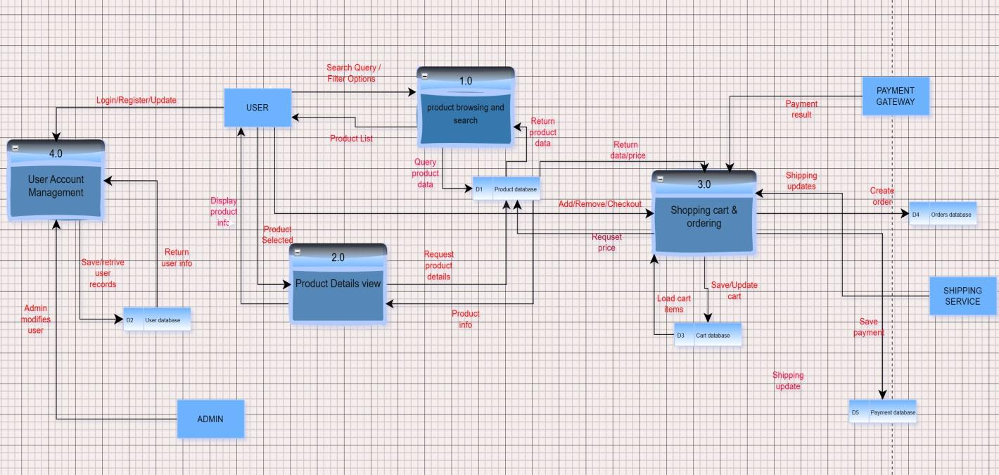 Search Query /
Filter Options
1.0
product browsing and
search
PAYMENT
GATEWAY
Login/Register/Update
USER
Payment
result
Product List
Return
product
data
4.0
User Account
Management
Query
product
data
Return
data/price
D1 Product database
3.0
Shopping cart &
ordering
Shipping
updates
Create
order
D4 Orders database
Display
product
info
Add/Remove/Checkout
Product
Selected
Requset
price
2.0
Product Details view
Request
product
details
Return
user info
Save/retrive
user
records
Save/Update
cart
Load cart
items
SHIPPING
SERVICE
Admin
modifies
user
D2 User database
Product
info
D3 Cart database
Save
payment
Shipping
update
D5 Payment database
ADMIN